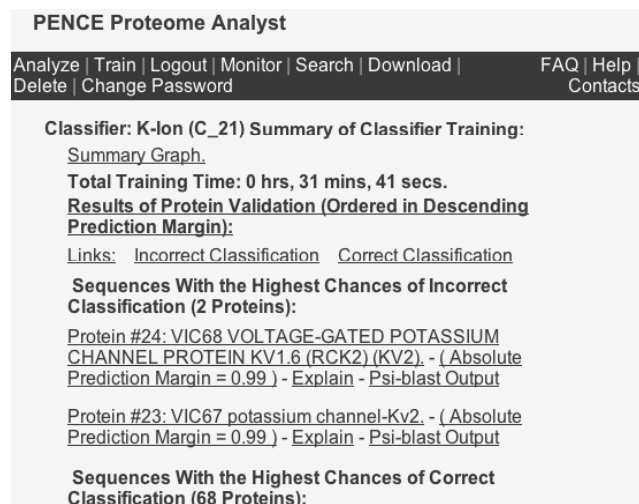 PENCE Proteome Analyst
Analyze | Train | Logout | Monitor | Search | Download | FAQ | Help |
Delete | Change Password Contacts
Classifier: K-Ion (C_21) Summary of Classifier Training:
Summary Graph.
Total Training Time: 0 hrs, 31 mins, 41 secs.
Results of Protein Validation (Ordered in Descending
Prediction Margin):
Links: Incorrect Classification Correct Classification
Sequences With the Highest Chances of Incorrect
Classification (2 Proteins):
Protein #24: VIC68 VOLTAGE-GATED POTASSIUM
CHANNEL PROTEIN KV1.6 (RCK2) (KV2). - ( Absolute
Prediction Margin = 0.99 ) - Explain - Psi-blast Output
Protein #23: VIC67 potassium channel-Kv2. - ( Absolute
Prediction Margin = 0.99 ) - Explain - Psi-blast Output
Sequences With the Highest Chances of Correct
Classification (68 Proteins):